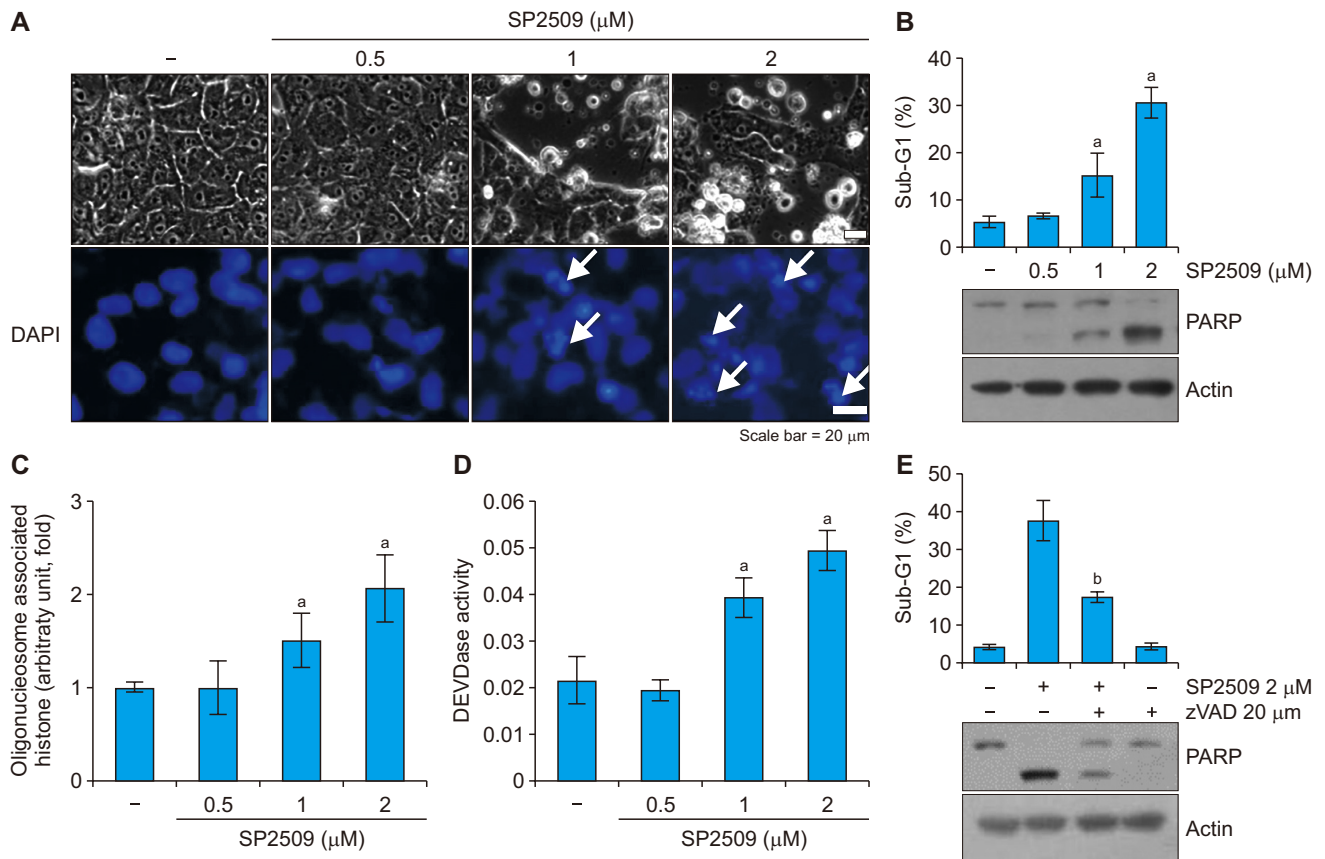 A
SP2509 (μM)
– 0.5 1 2
DAPI
Scale bar = 20 μm
B
Sub-G1 (%)
40
30
20
10
0
– 0.5 1 2 SP2509 (μM)
a
a
PARP
Actin
C
Oligonucieosome associated
histone (arbitraty unit, fold)
3
2
1
0
a
a
– 0.5 1 2
SP2509 (μM)
D
DEVDase activity
0.06
0.05
0.04
0.03
0.02
0.01
0
a
a
– 0.5 1 2
SP2509 (μM)
E
Sub-G1 (%)
50
40
30
20
10
0
b
– + + – SP2509 2 μM
– – + + zVAD 20 μm
PARP
Actin